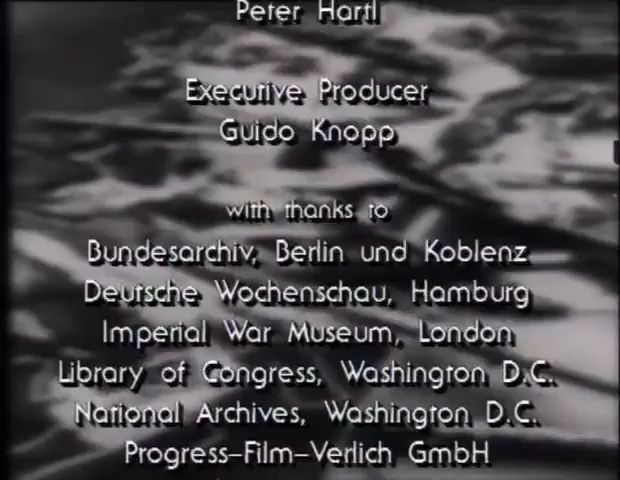 Peter Hartl
Executive Producer
Guido Knopp
with thanks to
Bundesarchiv, Berlin und Koblenz
Deutsche Wochenschau, Hamburg
Imperial War Museum, London
Library of Congress, Washington D.C.
National Archives, Washington D.C.
Progress-Film-Verlich GmbH